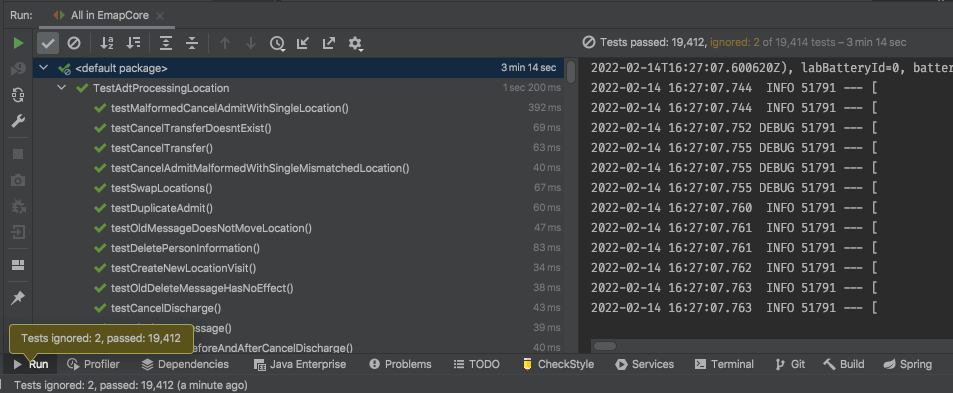 Run: All in EmapCore
Tests passed: 19,412, ignored: 2 of 19,414 tests – 3 min 14 sec
<default package> 3 min 14 sec
TestAdtProcessingLocation 1 sec 200 ms
testMalformedCancelAdmitWithSingleLocation() 392 ms
testCancelTransferDoesntExist() 69 ms
testCancelTransfer() 63 ms
testCancelAdmitMalformedWithSingleMismatchedLocation() 40 ms
testSwapLocations() 67 ms
testDuplicateAdmit() 60 ms
testOldMessageDoesNotMoveLocation() 47 ms
testDeletePersonInformation() 83 ms
testCreateNewLocationVisit() 34 ms
testOldDeleteMessageHasNoEffect() 38 ms
testCancelDischarge() 43 ms
ssage() 39 ms
eforeAndAfterCancelDischarge() 40 ms
2022-02-14T16:27:07.600620Z), labBatteryId=0, batter
2022-02-14 16:27:07.744 INFO 51791 --- [
2022-02-14 16:27:07.744 INFO 51791 --- [
2022-02-14 16:27:07.752 DEBUG 51791 --- [
2022-02-14 16:27:07.755 DEBUG 51791 --- [
2022-02-14 16:27:07.755 DEBUG 51791 --- [
2022-02-14 16:27:07.755 DEBUG 51791 --- [
2022-02-14 16:27:07.760 INFO 51791 --- [
2022-02-14 16:27:07.761 INFO 51791 --- [
2022-02-14 16:27:07.761 INFO 51791 --- [
2022-02-14 16:27:07.762 INFO 51791 --- [
2022-02-14 16:27:07.763 INFO 51791 --- [
2022-02-14 16:27:07.763 INFO 51791 --- [
Tests ignored: 2, passed: 19,412
Run Profiler Dependencies Java Enterprise Problems TODO CheckStyle Services Terminal Git Build Spring
Tests ignored: 2, passed: 19,412 (a minute ago)